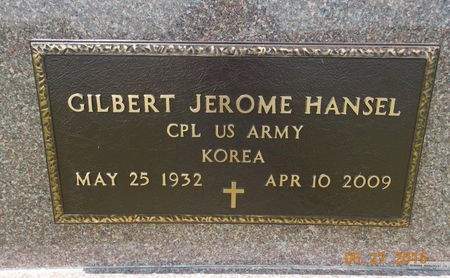 GILBERT JEROME HANSEL
CPL US ARMY
KOREA
MAY 25 1932 APR 10 2009